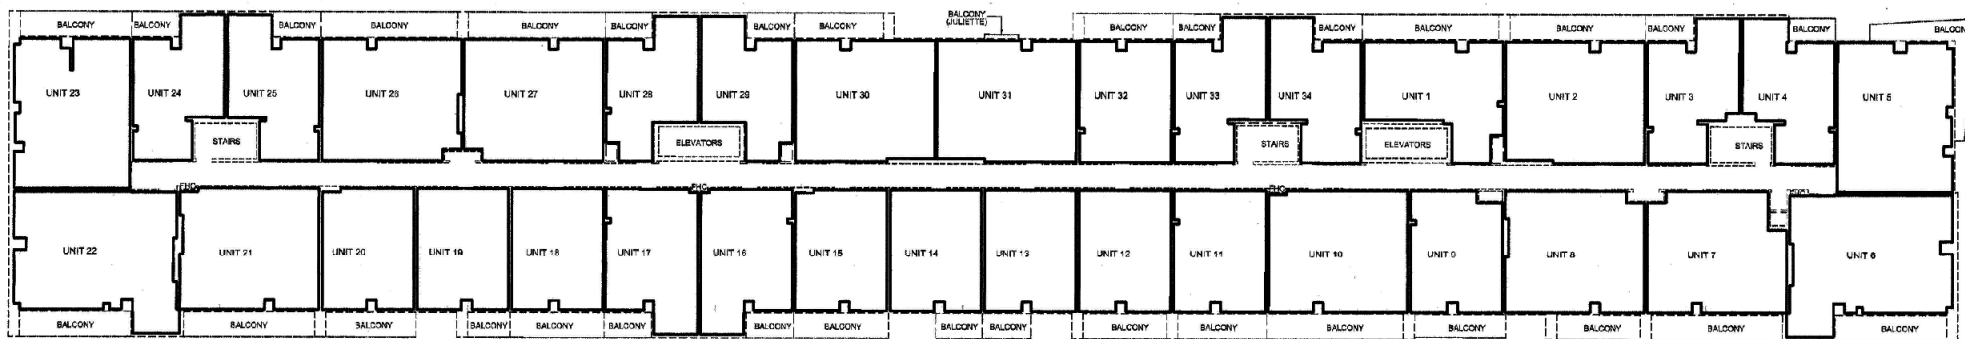 BALCONY BALCONY BALCONY BALCONY BALCONY BALCONY BALCONY BALCONY BALCONY
(JULIETTE) BALCONY BALCONY BALCONY BALCONY BALCONY BALCONY BALCONY
UNIT 23 UNIT 24 UNIT 25 UNIT 26 UNIT 27 UNIT 28 UNIT 29 UNIT 30 UNIT 31 UNIT 32 UNIT 33 UNIT 34 UNIT 1 UNIT 2 UNIT 3 UNIT 4 UNIT 5
STAIRS ELEVATORS STAIRS ELEVATORS STAIRS
FHC FHC FHC
UNIT 22 UNIT 21 UNIT 20 UNIT 19 UNIT 18 UNIT 17 UNIT 16 UNIT 15 UNIT 14 UNIT 13 UNIT 12 UNIT 11 UNIT 10 UNIT 9 UNIT 8 UNIT 7 UNIT 6
BALCONY BALCONY BALCONY BALCONY BALCONY BALCONY BALCONY BALCONY BALCONY BALCONY BALCONY BALCONY BALCONY BALCONY BALCONY BALCONY BALCONY